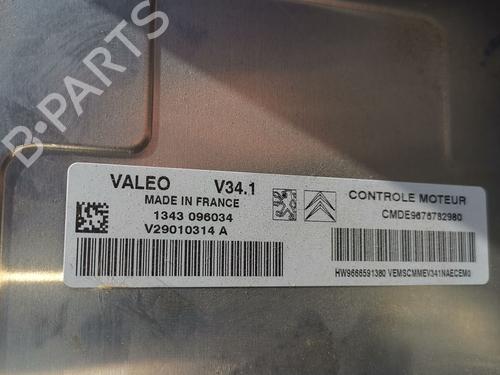 B-PARTS
VALEO V34.1
MADE IN FRANCE
1343 096034
V29010314 A
CONTROLE MOTEUR
CMDE9676782980
HW9666591380 VEMSCMMEV341NAECEM0